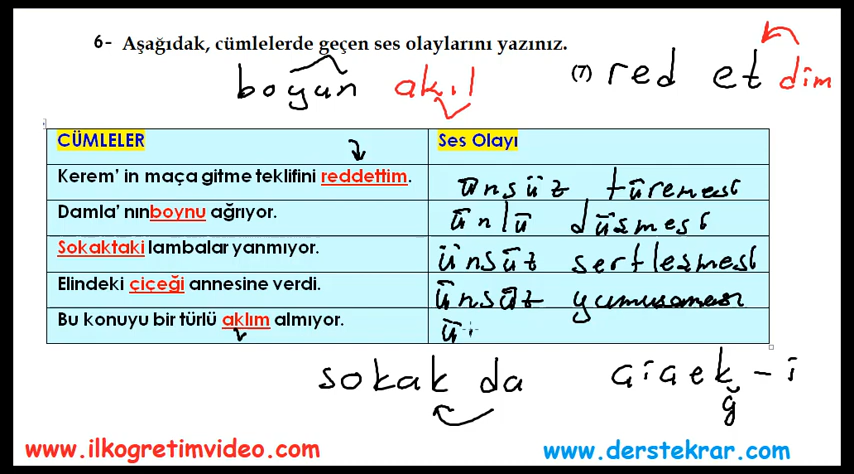 6- Aşağıdak, cümlelerde geçen ses olaylarını yazınız.
boyun akıl (7) red et dim
CÜMLELER Ses Olayı
Kerem' in maça gitme teklifini reddettim. ünsüz türemesi
Damla' nınboynu ağrıyor. ünlü düşmesi
Sokaktaki lambalar yanmıyor. ünsüz sertleşmesi
Elindeki çiçeği annesine verdi. ünsüz yumuşaması
Bu konuyu bir türlü aklım almıyor. ü
sokak da çiçek - i
ğ
www.ilkogretimvideo.com www.derstekrar.com